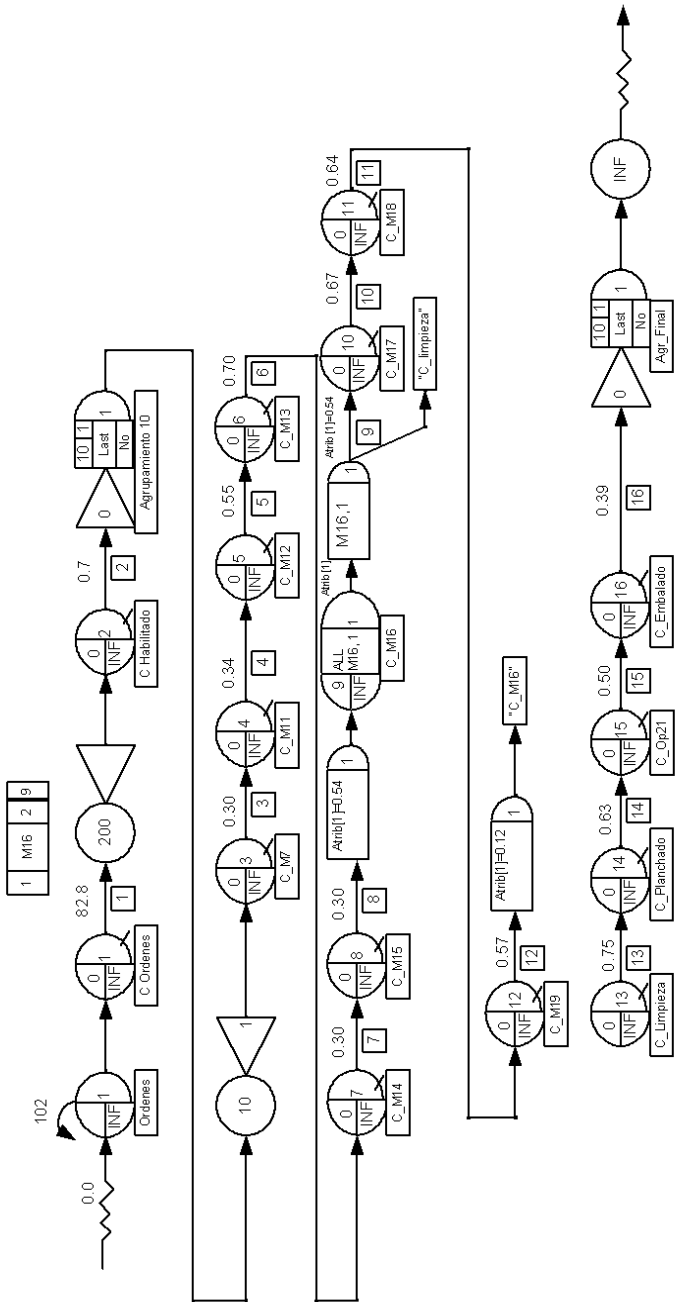 1 M16 2 9
102
0.0
1
0
INF
Ordenes
0
1
INF
C Ordenes
82.8
1
200
0
2
INF
C Habilitado
0.7
2
0
10 1
Last
No
1
Agrupamiento 10
10
1
0
3
INF
C_M7
0.30
3
0
4
INF
C_M11
0.34
4
0
5
INF
C_M12
0.55
5
0
6
INF
C_M13
0.70
6
0
7
INF
C_M14
0.30
7
0
8
INF
C_M15
0.30
8
Atrib[1]=0.54
1
9
INF
ALL
M16,1
1
C_M16
Atrib [1]
M16,1
1
Atrib [1]=0.54
9
"C_limpieza"
0
10
INF
C_M17
0.67
10
0
11
INF
C_M18
0.64
11
0
12
INF
C_M19
0.57
12
Atrib[1]=0.12
1
"C_M16"
0
13
INF
C_Limpieza
0.75
13
0
14
INF
C_Planchado
0.63
14
0
15
INF
C_Op21
0.50
15
0
16
INF
C_Embalado
0.39
16
0
10 1
Last
No
1
Agr_Final
INF